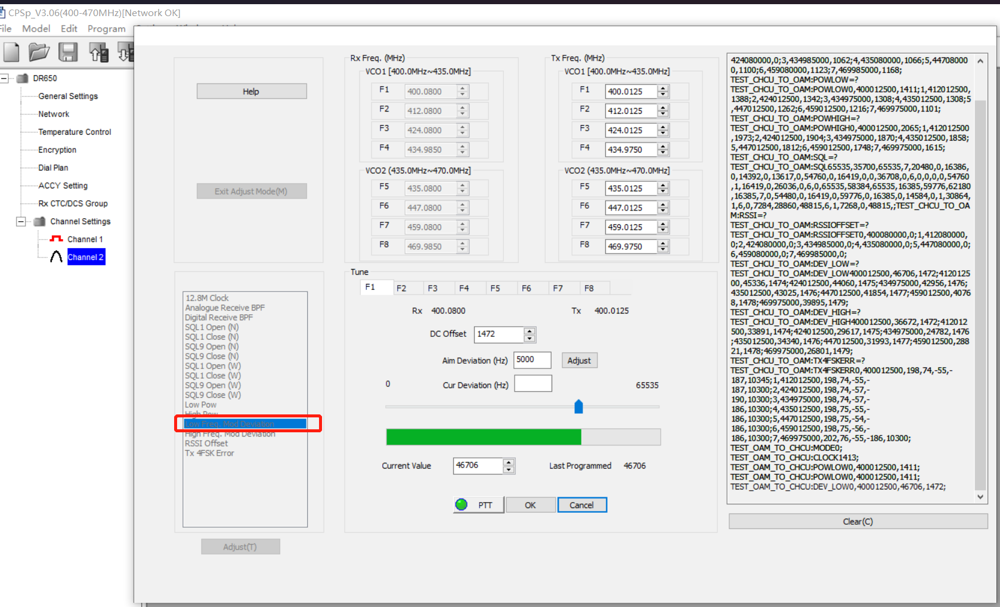 CPSp_V3.06(400-470MHz)[Network OK]
File Model Edit Program
DR650
General Settings
Network
Temperature Control
Encryption
Dial Plan
ACCY Setting
Rx CTC/DCS Group
Channel Settings
Channel 1
Channel 2
Help
Exit Adjust Mode(M)
12.8M Clock
Analogue Receive BPF
Digital Receive BPF
SQL1 Open (N)
SQL1 Close (N)
SQL9 Open (N)
SQL9 Close (N)
SQL1 Open (W)
SQL1 Close (W)
SQL9 Open (W)
SQL9 Close (W)
Low Pow
High Pow
Low Freq. Mod Deviation
High Freq. Mod Deviation
RSSI Offset
Tx 4FSK Error
Adjust(T)
Rx Freq. (MHz)
VCO1 [400.0MHz~435.0MHz]
F1 400.0800
F2 412.0800
F3 424.0800
F4 434.9850
VCO2 (435.0MHz~470.0MHz]
F5 435.0800
F6 447.0800
F7 459.0800
F8 469.9850
Tx Freq. (MHz)
VCO1 [400.0MHz~435.0MHz]
F1 400.0125
F2 412.0125
F3 424.0125
F4 434.9750
VCO2 (435.0MHz~470.0MHz]
F5 435.0125
F6 447.0125
F7 459.0125
F8 469.9750
Tune
F1 F2 F3 F4 F5 F6 F7 F8
Rx 400.0800 Tx 400.0125
DC Offset 1472
Aim Deviation (Hz) 5000 Adjust
0 Cur Deviation (Hz) 65535
Current Value 46706 Last Programmed 46706
PTT OK Cancel
424080000,0;3,434985000,1062;4,435080000,1066;5,44708000
0,1100;6,459080000,1123;7,469985000,1168;
TEST_CHCU_TO_OAM:POWLOW=?
TEST_CHCU_TO_OAM:POWLOW0,400012500,1411;1,412012500,
1388;2,424012500,1342;3,434975000,1308;4,435012500,1308;5
,447012500,1262;6,459012500,1216;7,469975000,1101;
TEST_CHCU_TO_OAM:POWHIGH=?
TEST_CHCU_TO_OAM:POWHIGH0,400012500,2065;1,412012500
,1973;2,424012500,1904;3,434975000,1870;4,435012500,1858;
5,447012500,1812;6,459012500,1748;7,469975000,1615;
TEST_CHCU_TO_OAM:SQL=?
TEST_CHCU_TO_OAM:SQL65535,35700,65535,7,20480,0,16386,
0,14392,0,13617,0,54760,0,16419,0,0,36708,0,6,0,0,0,0,54760
,1,16419,0,26036,0,6,0,65535,58384,65535,16385,59776,62180
,16385,7,0,54480,0,16419,0,59776,0,16385,0,14584,0,1,30864,
1,6,0,7284,28860,48815,6,1,7268,0,48815,;TEST_CHCU_TO_OA
M:RSSI=?
TEST_CHCU_TO_OAM:RSSIOFFSET=?
TEST_CHCU_TO_OAM:RSSIOFFSET0,400080000,0;1,412080000,
0;2,424080000,0;3,434985000,0;4,435080000,0;5,447080000,0;
6,459080000,0;7,469985000,0;
TEST_CHCU_TO_OAM:DEV_LOW=?
TEST_CHCU_TO_OAM:DEV_LOW400012500,46706,1472;4120125
00,45336,1474;424012500,44060,1475;434975000,42956,1476;
435012500,43025,1476;447012500,41854,1477;459012500,4076
8,1478;469975000,39895,1479;
TEST_CHCU_TO_OAM:DEV_HIGH=?
TEST_CHCU_TO_OAM:DEV_HIGH400012500,36672,1472;412012
500,33891,1474;424012500,29617,1475;434975000,24782,1476
;435012500,34340,1476;447012500,31993,1477;459012500,288
21,1478;469975000,26801,1479;
TEST_CHCU_TO_OAM:TX4FSKERR=?
TEST_CHCU_TO_OAM:TX4FSKERR0,400012500,198,74,-55,-
187,10345;1,412012500,198,74,-55,-
187,10300;2,424012500,198,74,-57,-
190,10300;3,434975000,198,74,-57,-
186,10300;4,435012500,198,75,-55,-
186,10300;5,447012500,198,75,-54,-
186,10300;6,459012500,198,75,-56,-
186,10300;7,469975000,202,76,-55,-186,10300;
TEST_OAM_TO_CHCU:MODE0;
TEST_OAM_TO_CHCU:CLOCK1413;
TEST_OAM_TO_CHCU:POWLOW0,400012500,1411;
TEST_OAM_TO_CHCU:POWLOW0,400012500,1411;
TEST_OAM_TO_CHCU:DEV_LOW0,400012500,46706,1472;
Clear(C)